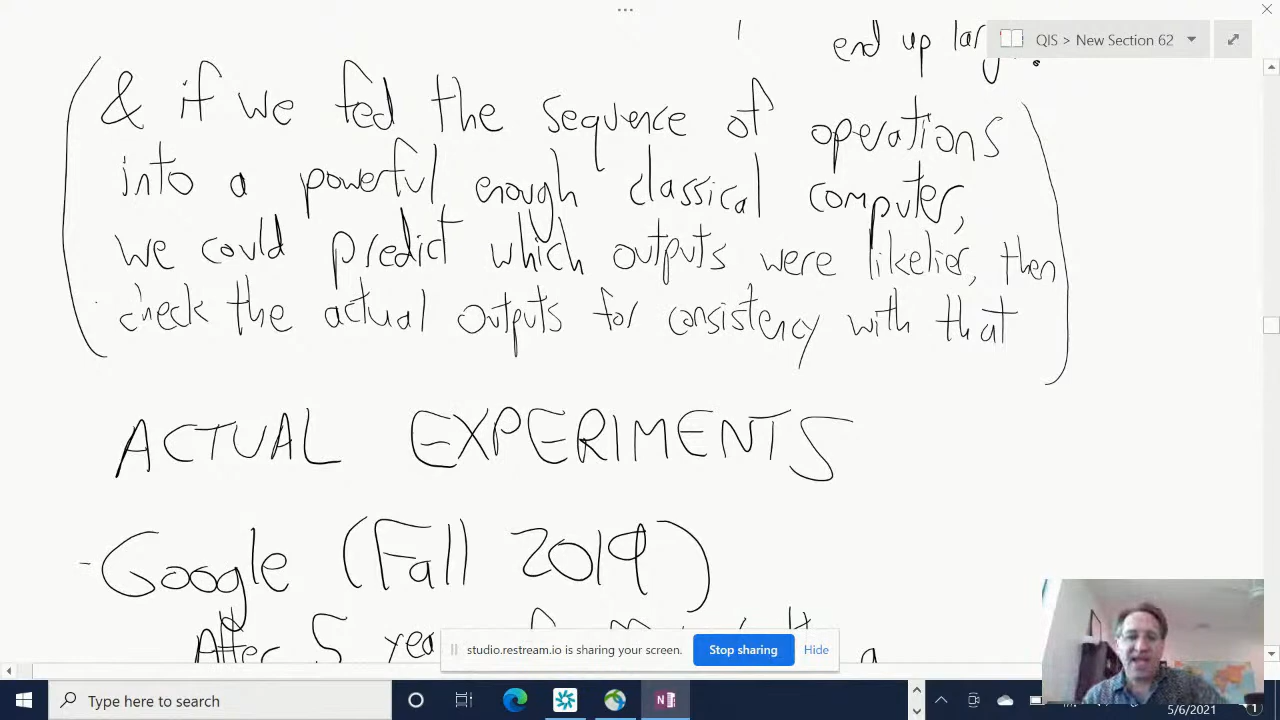 QIS > New Section 62
end up
(& if we fed the sequence of operations
into a powerful enough classical computer,
we could predict which outputs were likelier, then
check the actual outputs for consistency with that)
ACTUAL EXPERIMENTS
- Google (Fall 2019)
After 5
a
studio.restream.io is sharing your screen.
Stop sharing
Hide
Type here to search
5/6/2021
1